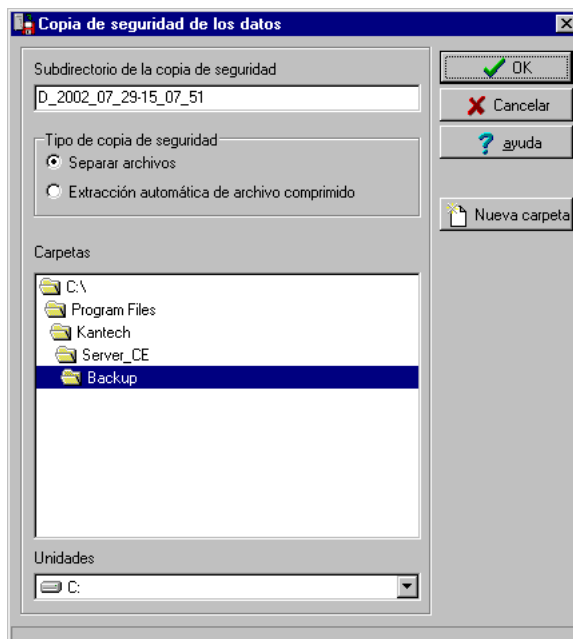 Copia de seguridad de los datos
Subdirectorio de la copia de seguridad
D_2002_07_29-15_07_51
Tipo de copia de seguridad
Separar archivos
Extracción automática de archivo comprimido
Carpetas
C:\
Program Files
Kantech
Server_CE
Backup
Unidades
C:
OK
Cancelar
ayuda
Nueva carpeta